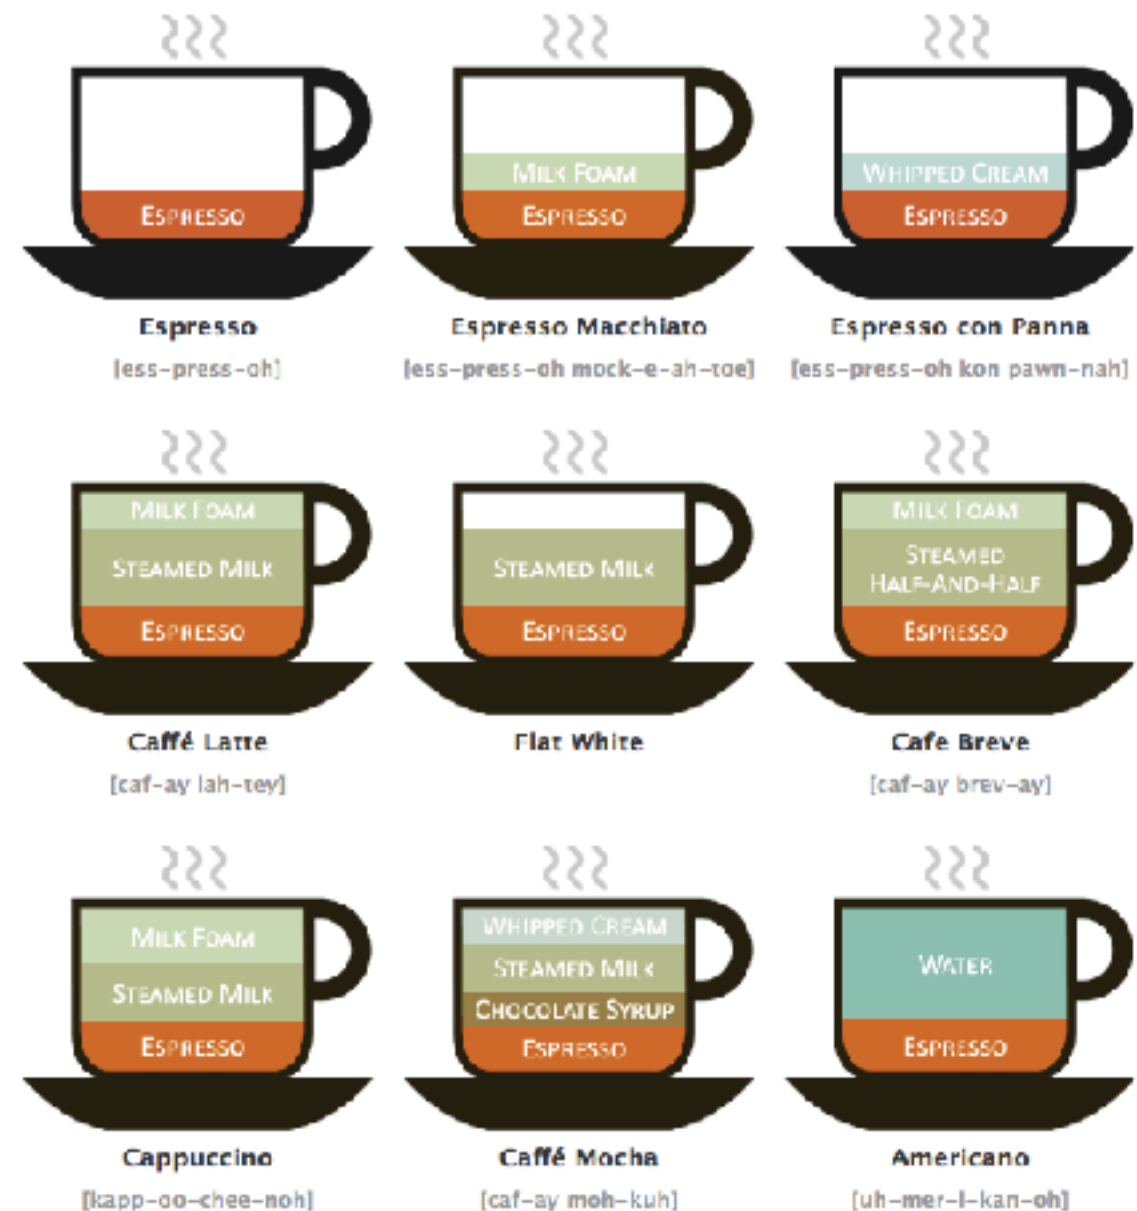 Espresso
Espresso
[ess-press-oh]
Milk Foam
Espresso
Espresso Macchiato
[ess-press-oh mock-e-ah-toe]
Whipped Cream
Espresso
Espresso con Panna
[ess-press-oh kon pawn-nah]
Milk Foam
Steamed Milk
Espresso
Caffé Latte
[caf-ay lah-tey]
Steamed Milk
Espresso
Flat White
Milk Foam
Steamed
Half-And-Half
Espresso
Cafe Breve
[caf-ay brev-ay]
Milk Foam
Steamed Milk
Espresso
Cappuccino
[kapp-oo-chee-noh]
Whipped Cream
Steamed Milk
Chocolate Syrup
Espresso
Caffé Mocha
[caf-ay moh-kuh]
Water
Espresso
Americano
[uh-mer-i-kan-oh]